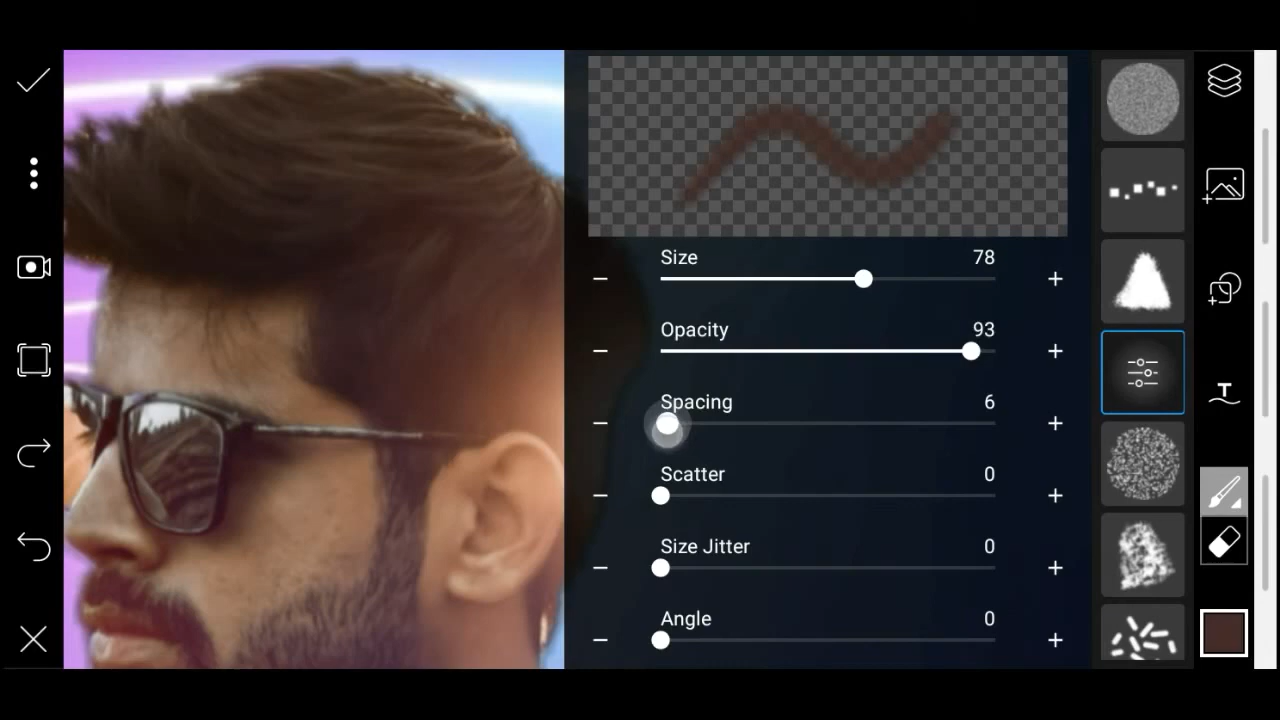 Size 78
Opacity 93
Spacing 6
Scatter 0
Size Jitter 0
Angle 0
T